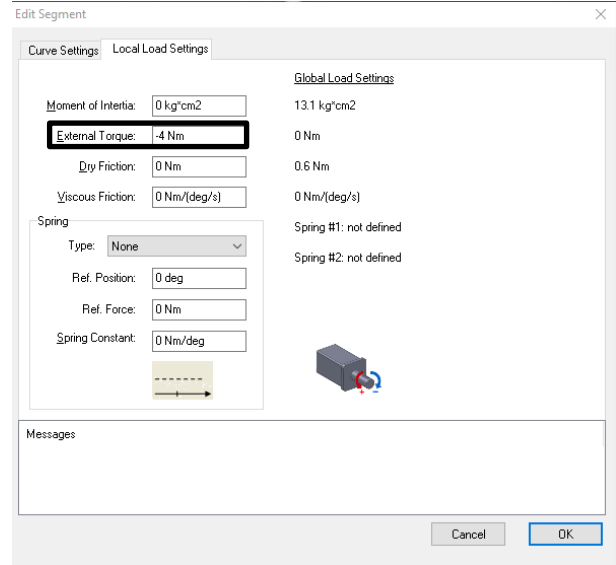 Edit Segment
Curve Settings Local Load Settings
Global Load Settings
Moment of Intertia: 0 kg*cm2 13.1 kg*cm2
External Torque: -4 Nm 0 Nm
Dry Friction: 0 Nm 0.6 Nm
Viscous Friction: 0 Nm/(deg/s) 0 Nm/(deg/s)
Spring Spring #1: not defined
Type: None Spring #2: not defined
Ref. Position: 0 deg
Ref. Force: 0 Nm
Spring Constant: 0 Nm/deg
+ -
Messages
Cancel OK